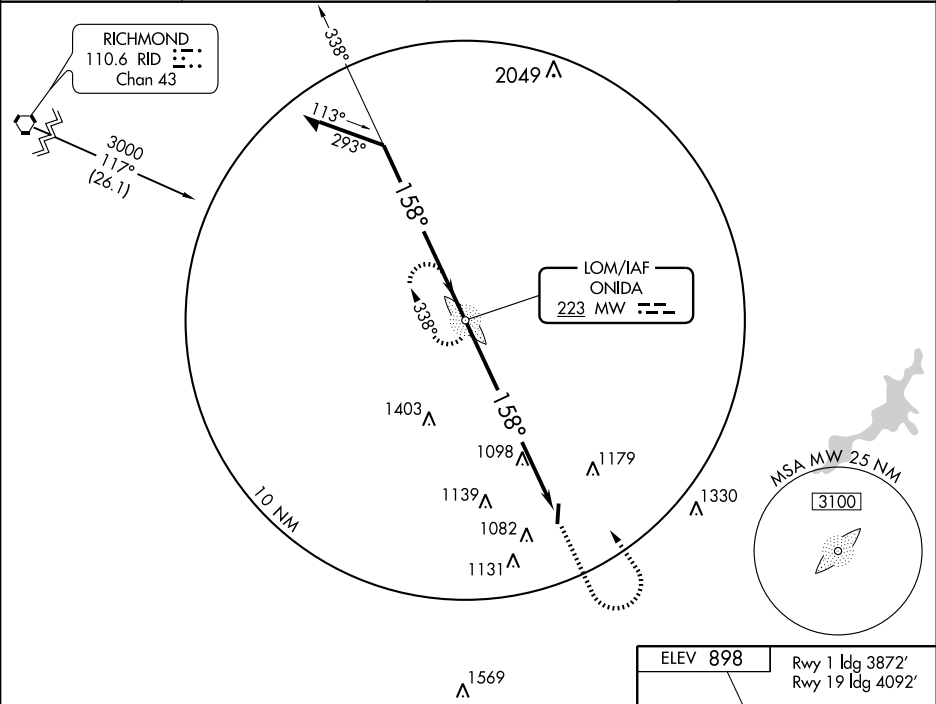 RICHMOND
110.6 RID
Chan 43
338°
2049
113°
293°
3000
117°
(26.1)
158°
LOM/IAF
ONIDA
223 MW
338°
158°
1403
1098
1179
1139
1330
1082
1131
10 NM
MSA MW 25 NM
3100
1569
ELEV 898
Rwy 1 ldg 3872'
Rwy 19 ldg 4092'